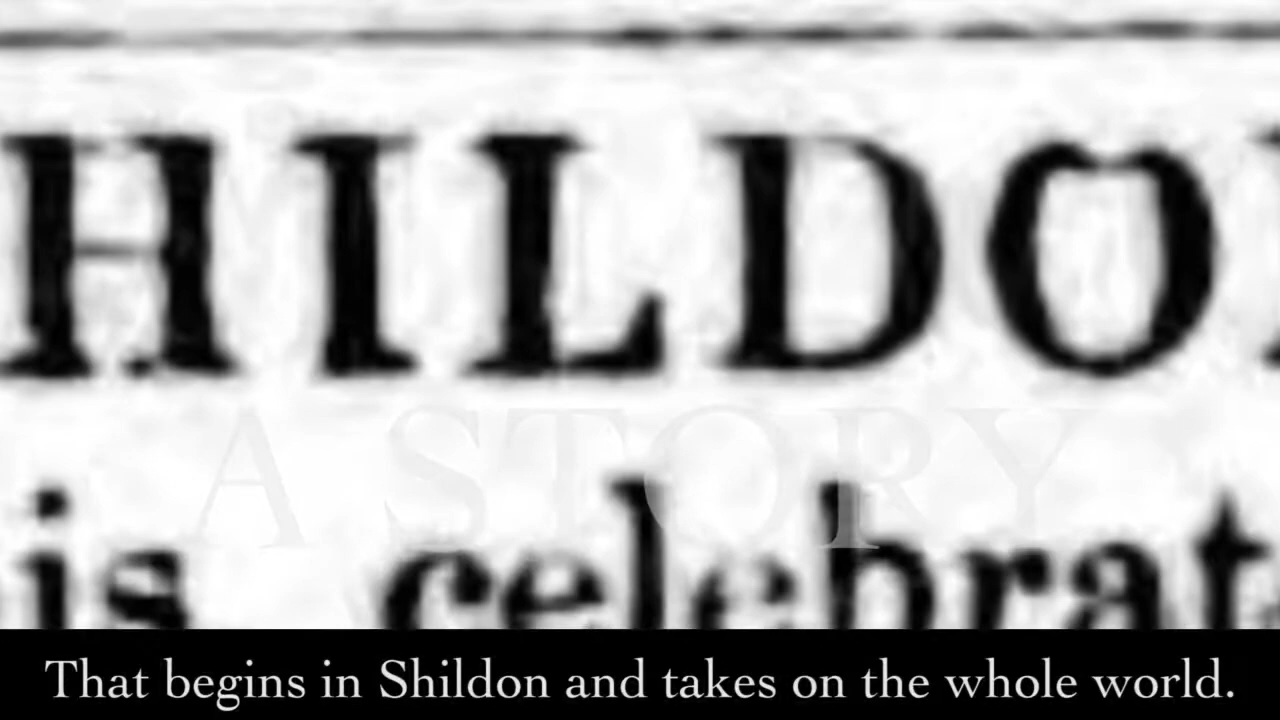 HILDO
A STORY
is celebrat
That begins in Shildon and takes on the whole world.